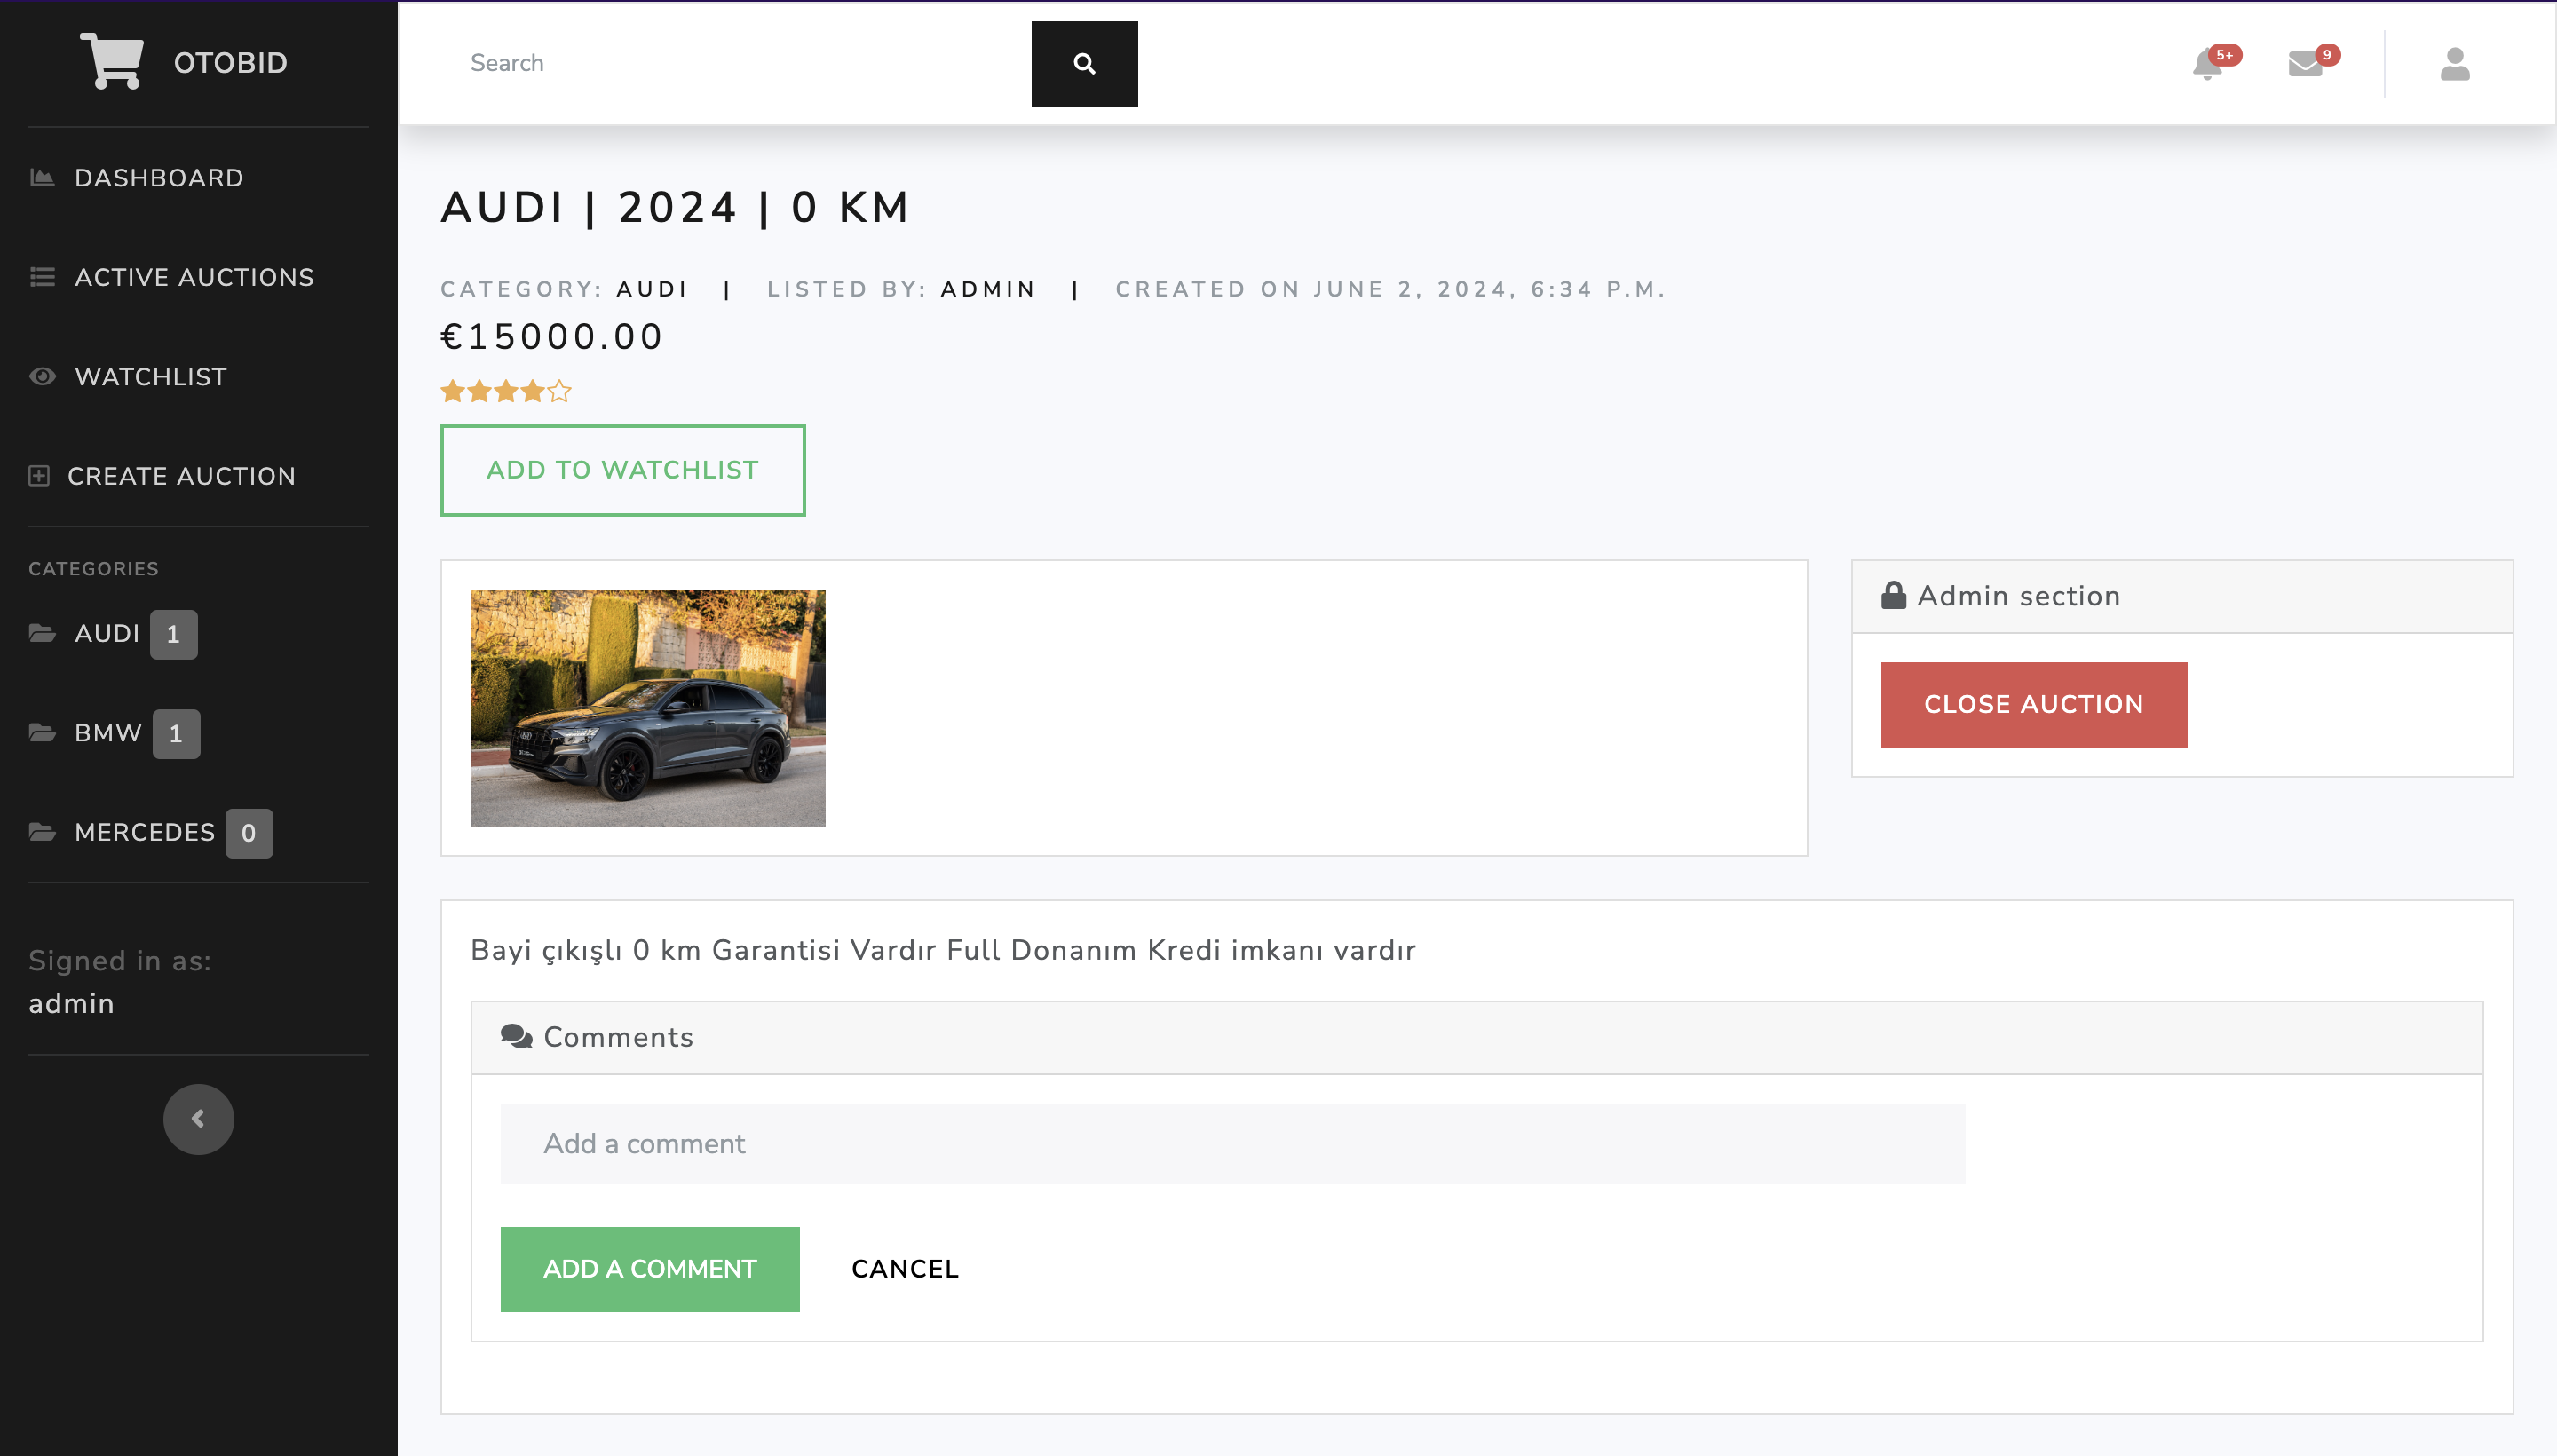 OTOBID
DASHBOARD
ACTIVE AUCTIONS
WATCHLIST
CREATE AUCTION
CATEGORIES
AUDI 1
BMW 1
MERCEDES 0
Signed in as:
admin
Search
5+
9
AUDI | 2024 | 0 KM
CATEGORY: AUDI | LISTED BY: ADMIN | CREATED ON JUNE 2, 2024, 6:34 P.M.
€15000.00
ADD TO WATCHLIST
Admin section
CLOSE AUCTION
Bayi çıkışlı 0 km Garantisi Vardır Full Donanım Kredi imkanı vardır
Comments
Add a comment
ADD A COMMENT CANCEL